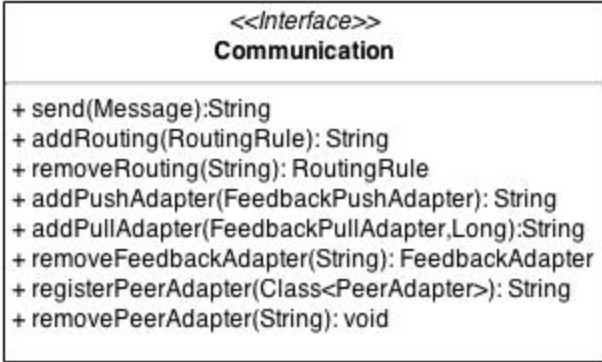 <<Interface>>
Communication
+ send(Message):String
+ addRouting(RoutingRule): String
+ removeRouting(String): RoutingRule
+ addPushAdapter(FeedbackPushAdapter): String
+ addPullAdapter(FeedbackPullAdapter,Long):String
+ removeFeedbackAdapter(String): FeedbackAdapter
+ registerPeerAdapter(Class<PeerAdapter>): String
+ removePeerAdapter(String): void